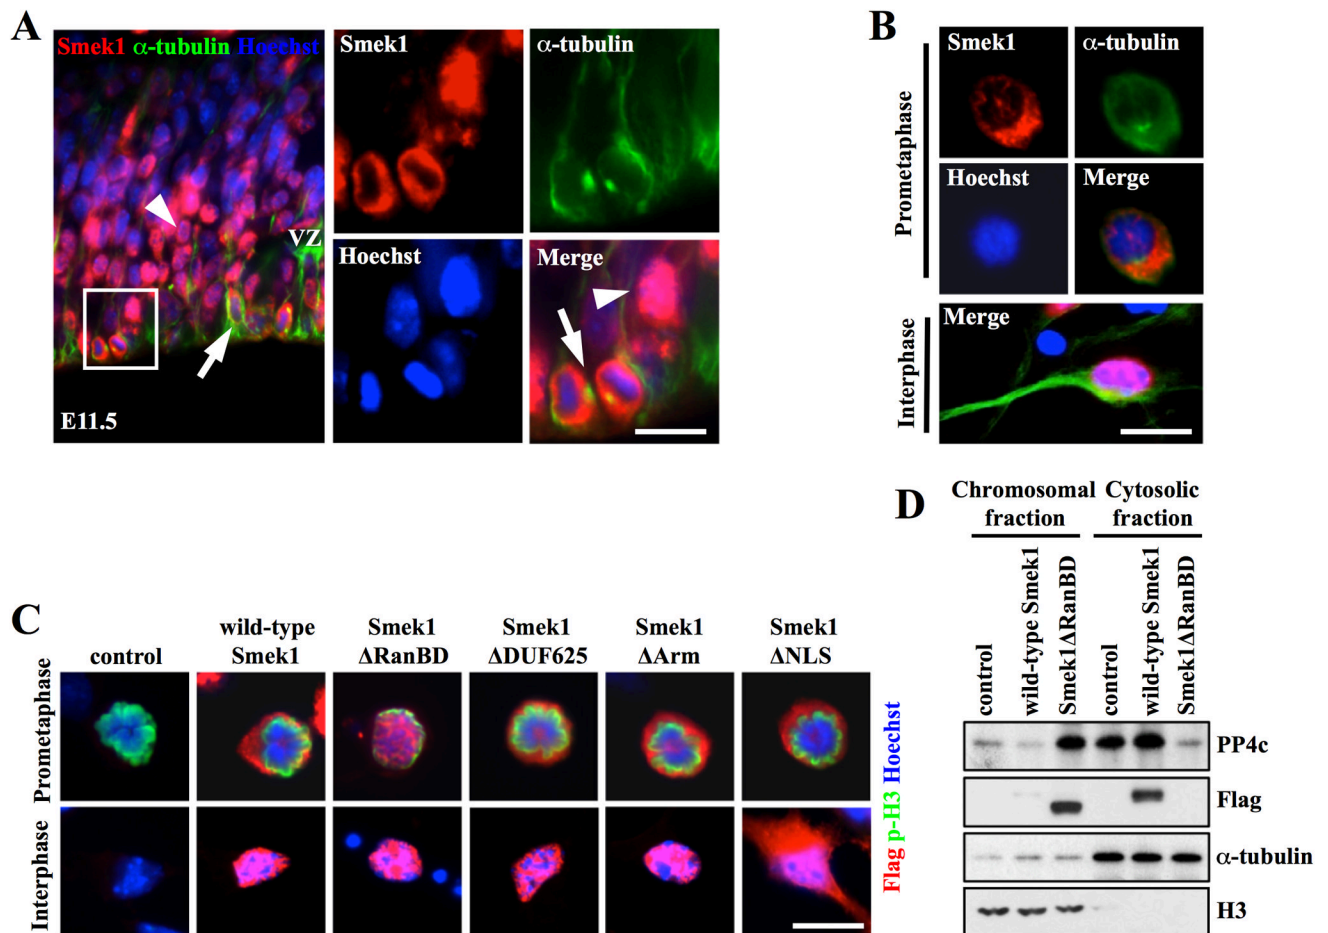 A
Smek1 α-tubulin Hoechst
VZ
E11.5
Smek1
α-tubulin
Hoechst
Merge
B
Prometaphase
Smek1
α-tubulin
Hoechst
Merge
Interphase
Merge
C
control
wild-type
Smek1
Smek1
ΔRanBD
Smek1
ΔDUF625
Smek1
ΔArm
Smek1
ΔNLS
Prometaphase
Interphase
Flag p-H3 Hoechst
D
Chromosomal
fraction
Cytosolic
fraction
control
wild-type Smek1
Smek1ΔRanBD
control
wild-type Smek1
Smek1ΔRanBD
PP4c
Flag
α-tubulin
H3